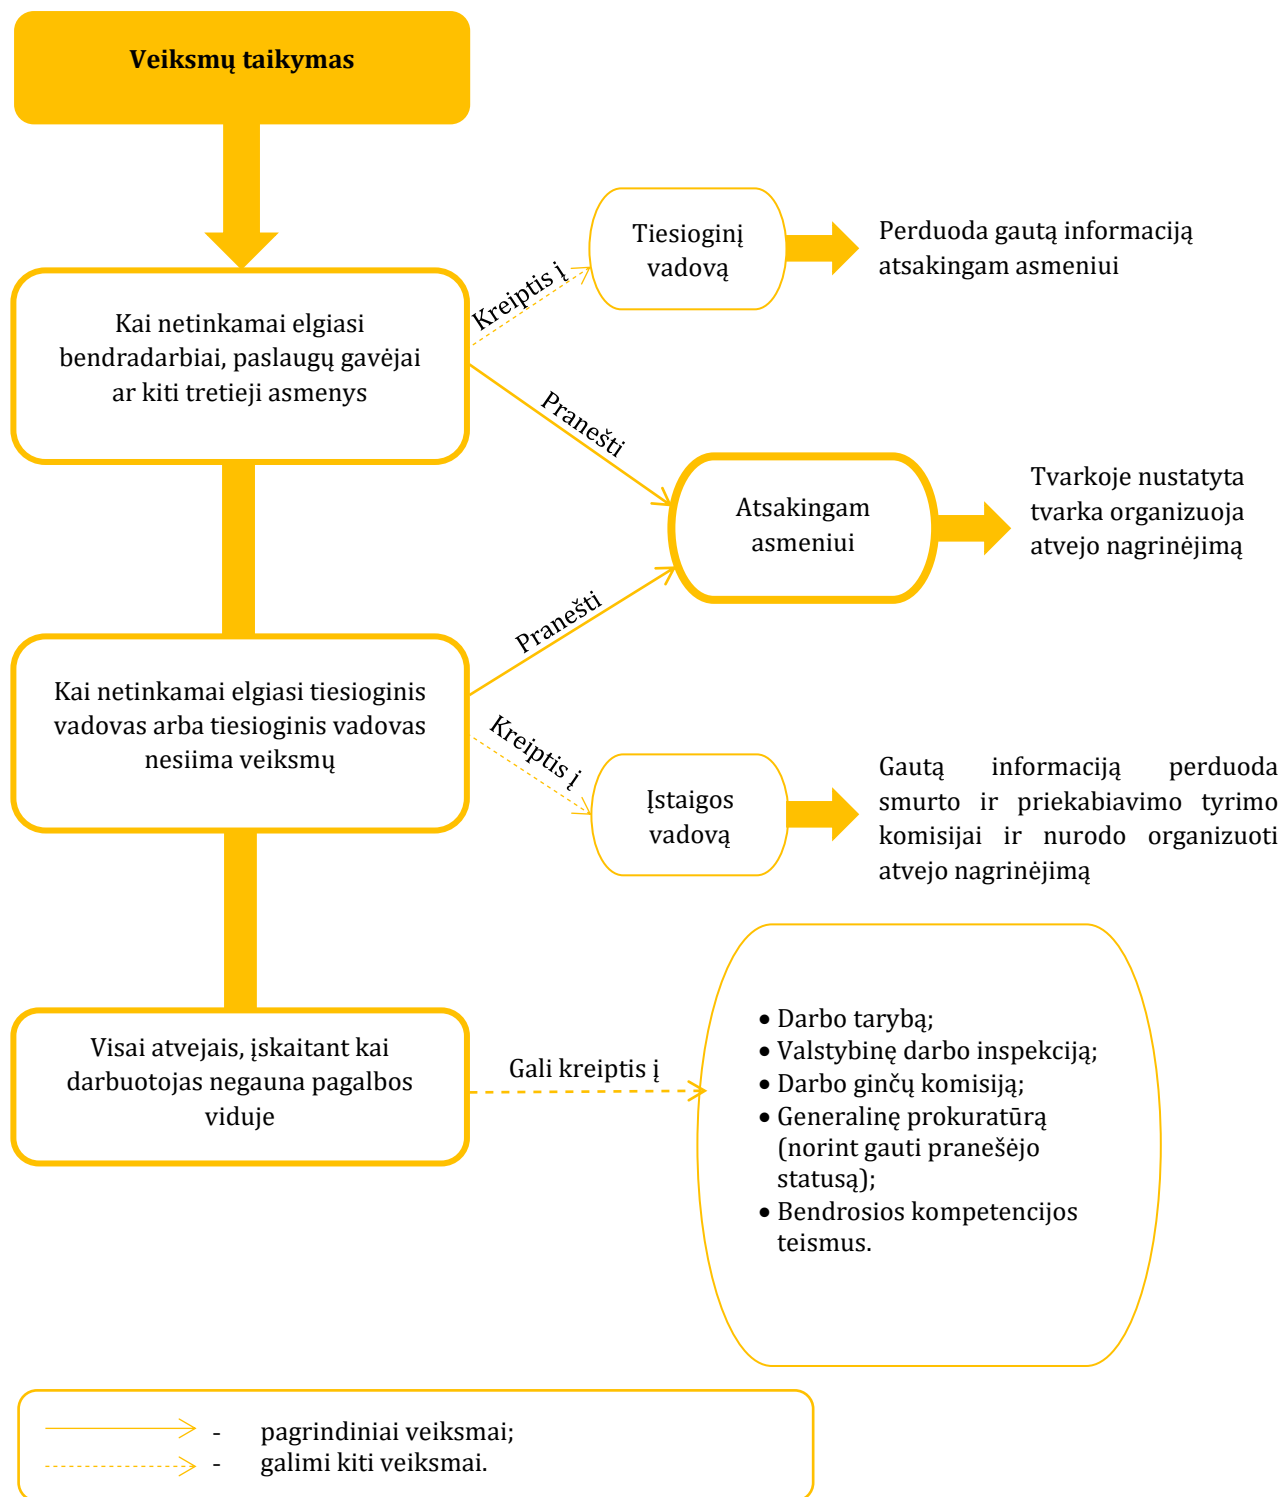 Veiksmų taikymas
Tiesioginį
vadovą
Perduoda gautą informaciją
atsakingam asmeniui
Kreiptis į
Kai netinkamai elgiasi
bendradarbiai, paslaugų gavėjai
ar kiti tretieji asmenys
Pranešti
Atsakingam
asmeniui
Tvarkoje nustatyta
tvarka organizuoja
atvejo nagrinėjimą
Pranešti
Kai netinkamai elgiasi tiesioginis
vadovas arba tiesioginis vadovas
nesiima veiksmų
Kreiptis į
Įstaigos
vadovą
Gautą informaciją perduoda
smurto ir priekabiavimo tyrimo
komisijai ir nurodo organizuoti
atvejo nagrinėjimą
Visai atvejais, įskaitant kai
darbuotojas negauna pagalbos
viduje
Gali kreiptis į
• Darbo tarybą;
• Valstybinę darbo inspekciją;
• Darbo ginčų komisiją;
• Generalinę prokuratūrą
(norint gauti pranešėjo
statusą);
• Bendrosios kompetencijos
teismus.
- pagrindiniai veiksmai;
- galimi kiti veiksmai.